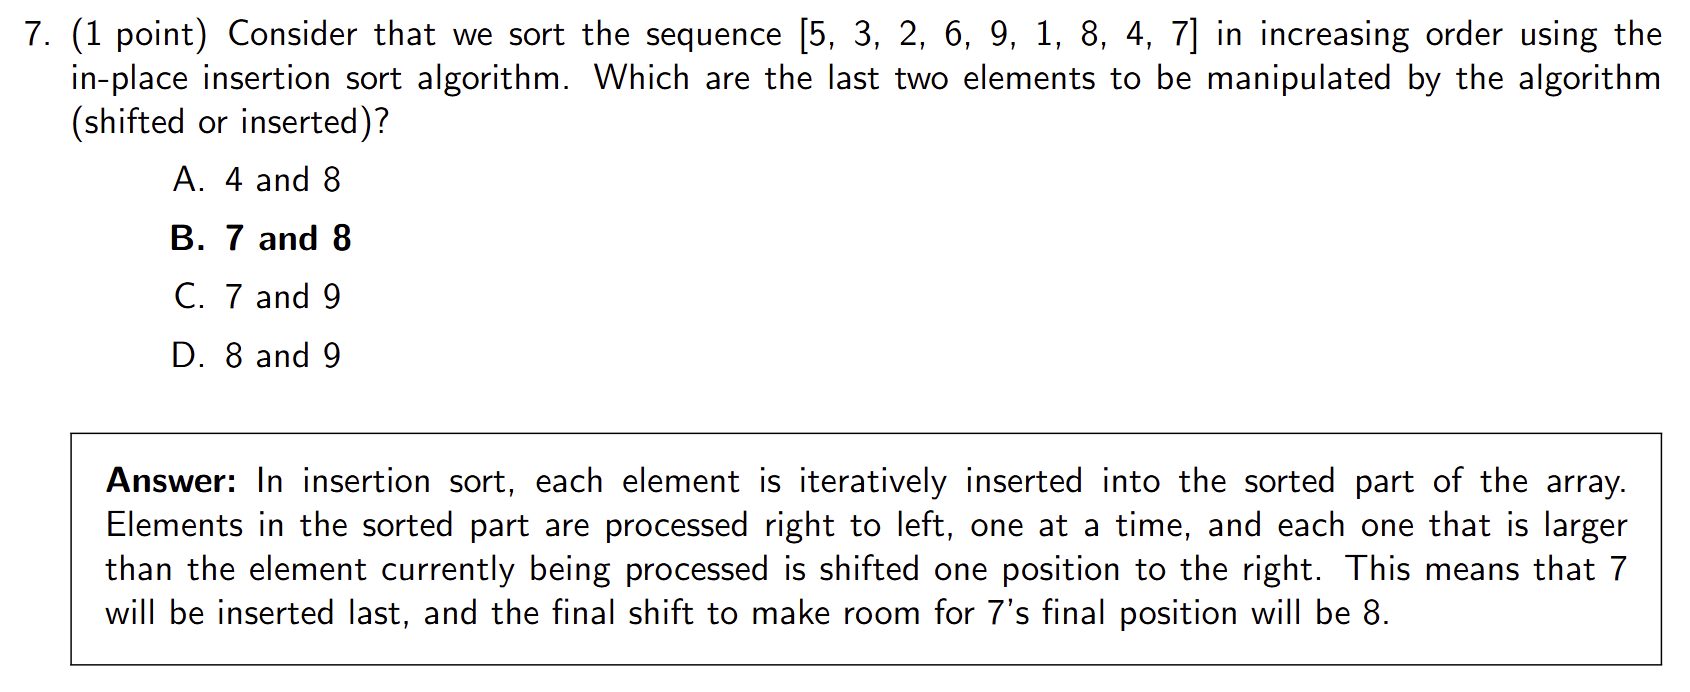 7. (1 point) Consider that we sort the sequence [5, 3, 2, 6, 9, 1, 8, 4, 7] in increasing order using the
in-place insertion sort algorithm. Which are the last two elements to be manipulated by the algorithm
(shifted or inserted)?
A. 4 and 8
B. 7 and 8
C. 7 and 9
D. 8 and 9
Answer: In insertion sort, each element is iteratively inserted into the sorted part of the array.
Elements in the sorted part are processed right to left, one at a time, and each one that is larger
than the element currently being processed is shifted one position to the right. This means that 7
will be inserted last, and the final shift to make room for 7's final position will be 8.